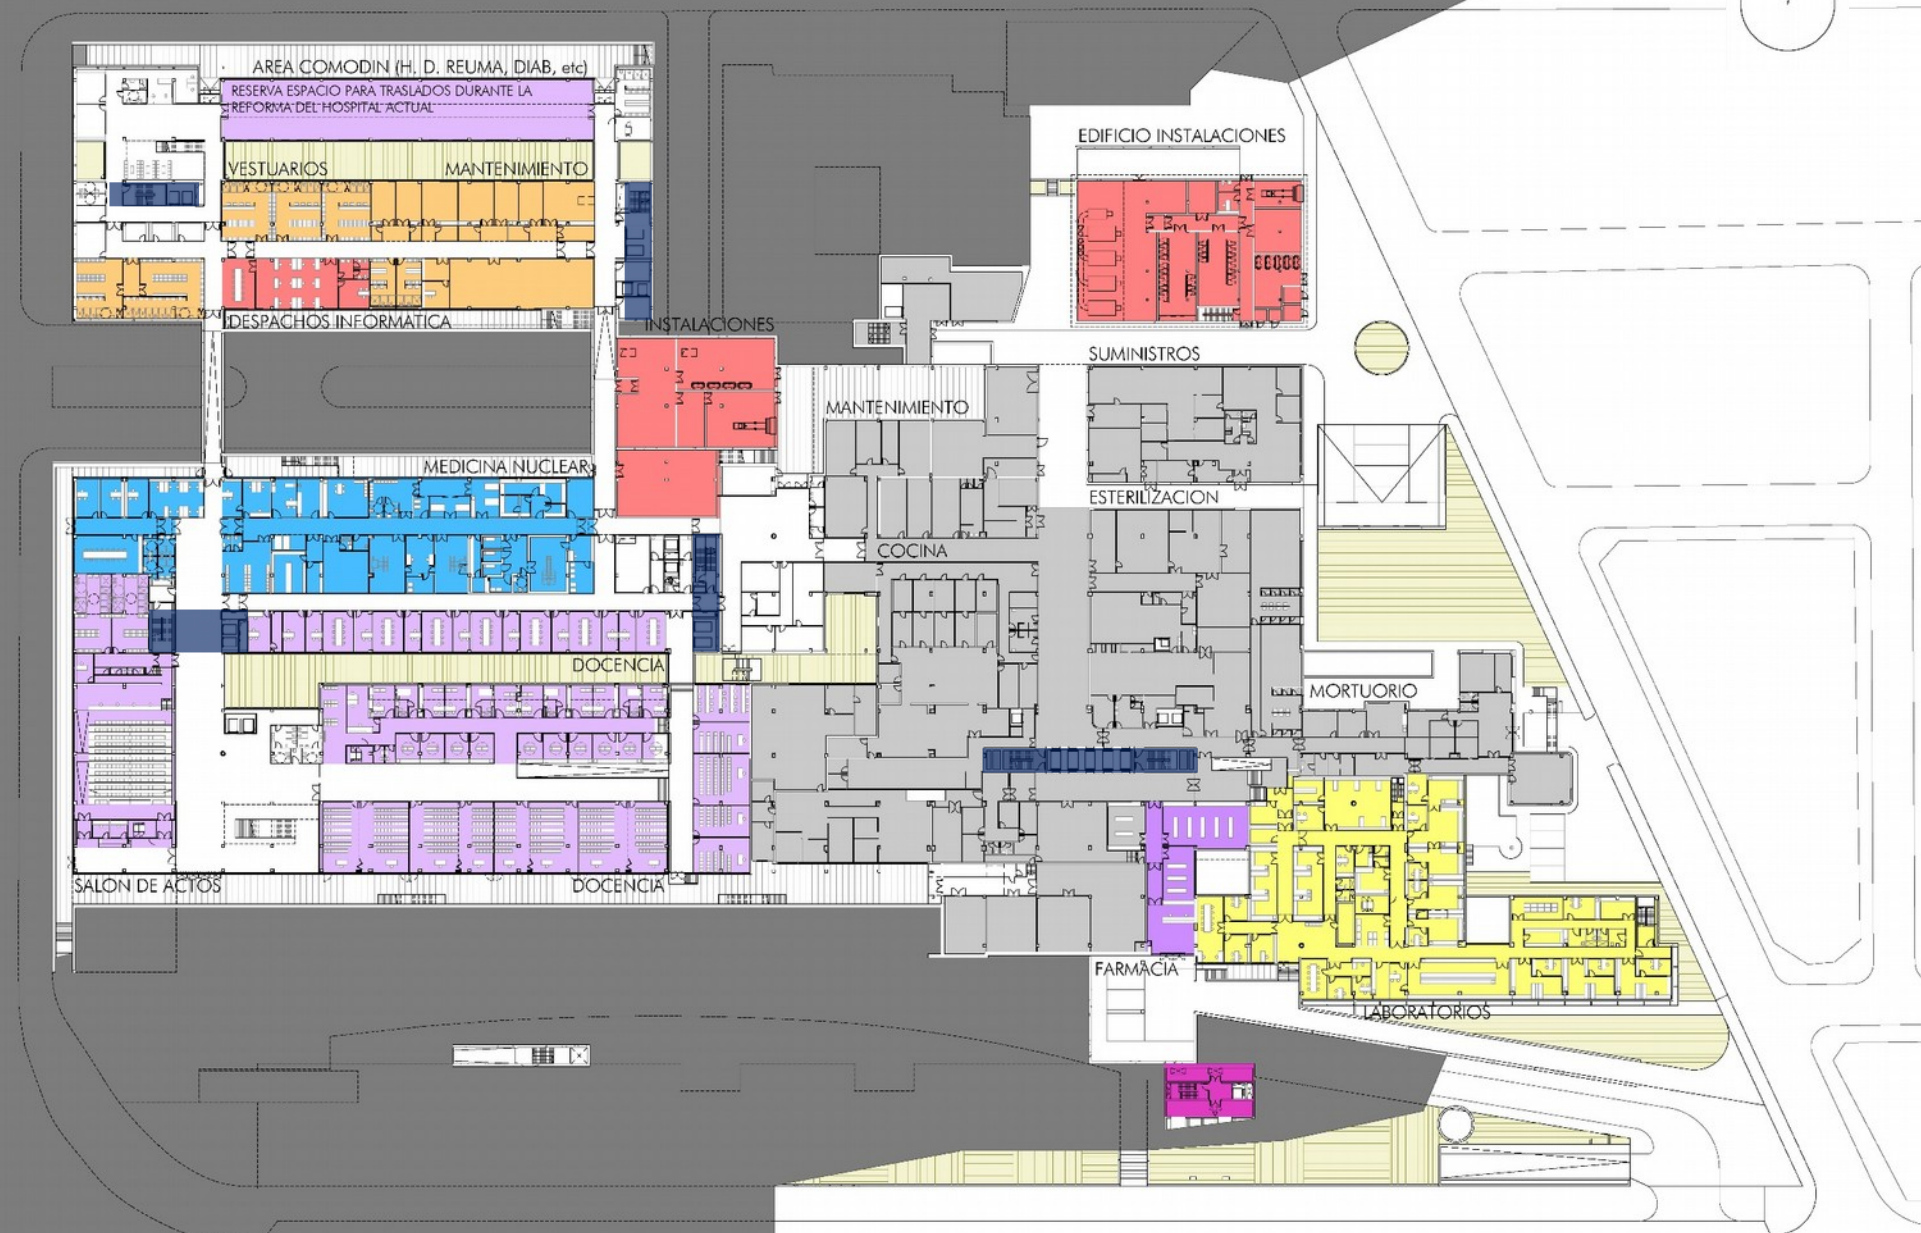 AREA COMODIN (H. D. REUMA, DIAB, etc)
RESERVA ESPACIO PARA TRASLADOS DURANTE LA
REFORMA DEL HOSPITAL ACTUAL
EDIFICIO INSTALACIONES
VESTUARIOS
MANTENIMIENTO
DESPACHOS INFORMATICA
INSTALACIONES
SUMINISTROS
MANTENIMIENTO
MEDICINA NUCLEAR
ESTERILIZACION
COCINA
DOCENCIA
MORTUORIO
SALON DE ACTOS
DOCENCIA
FARMACIA
LABORATORIOS